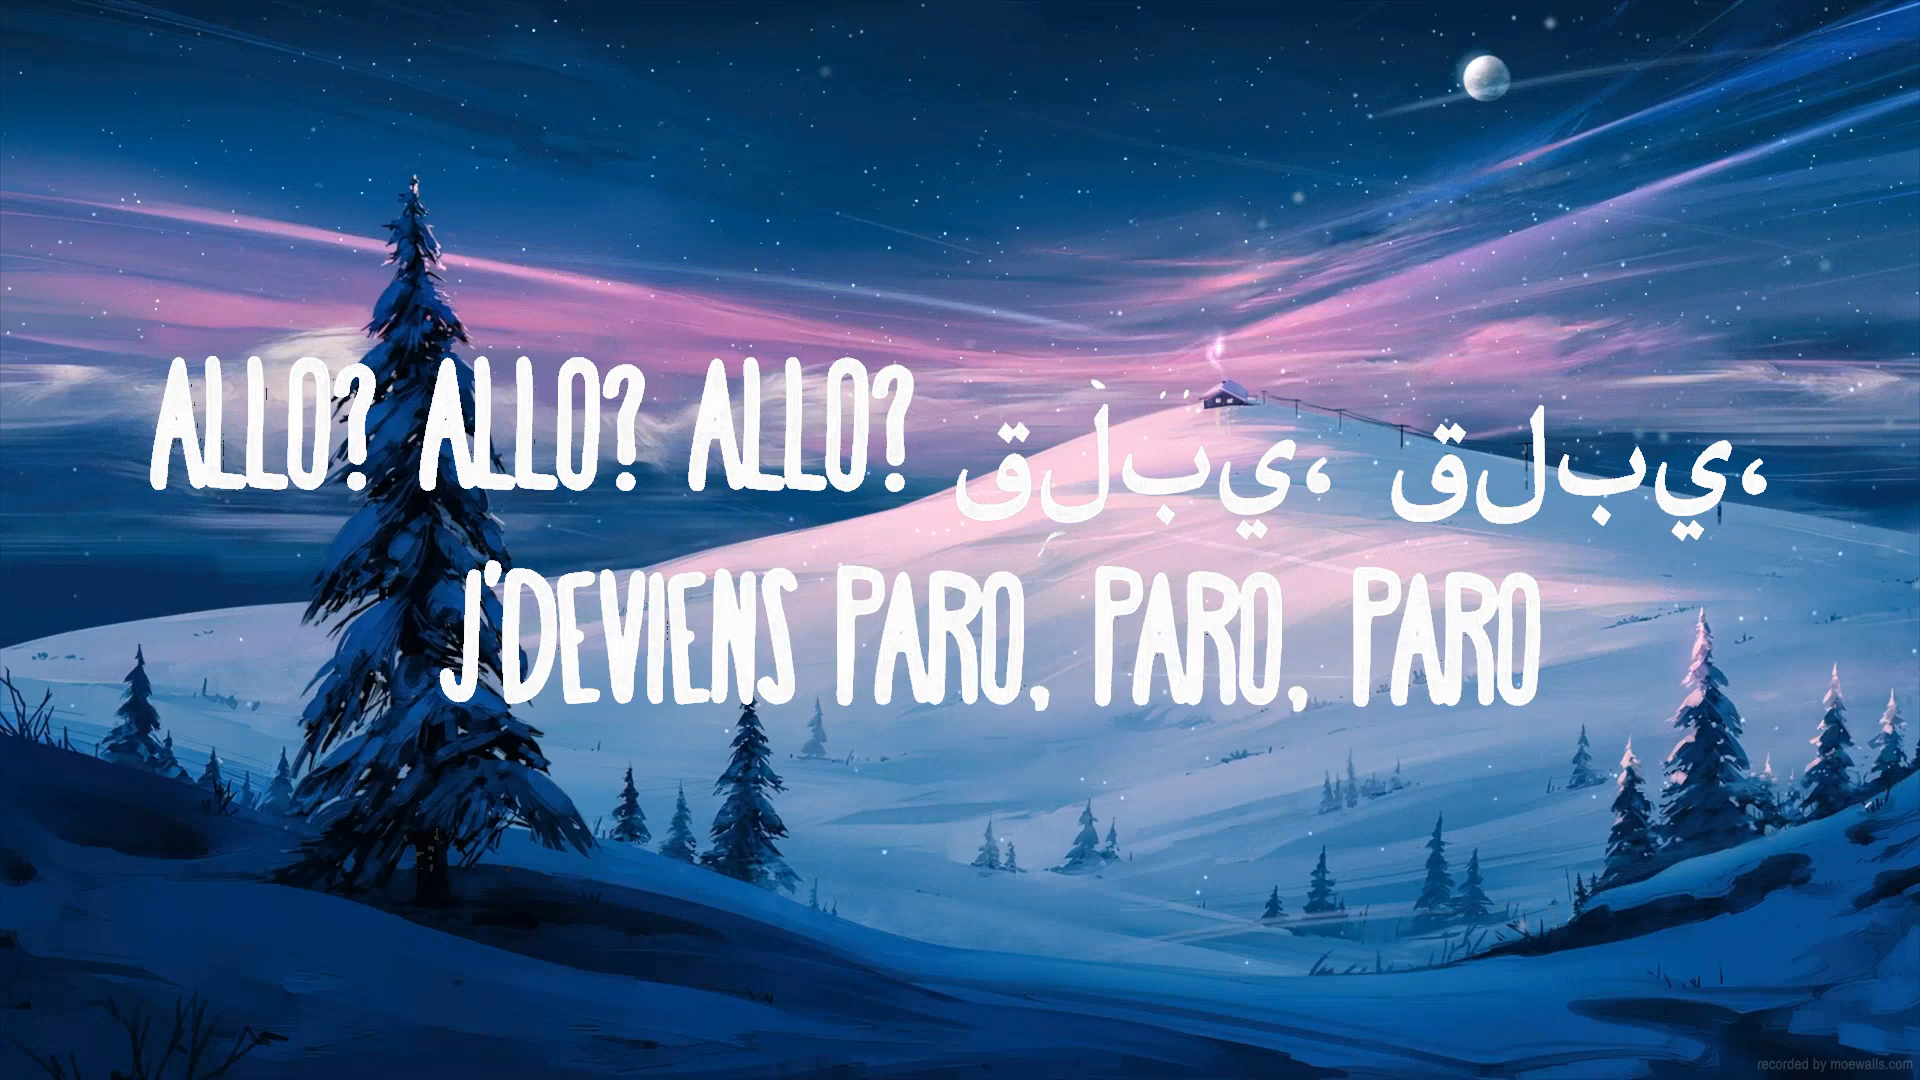 ALLO? ALLO? ALLO? قلبي، قلبي،
J'DEVIENS PARO, PARO, PARO
recorded by moewalls.com